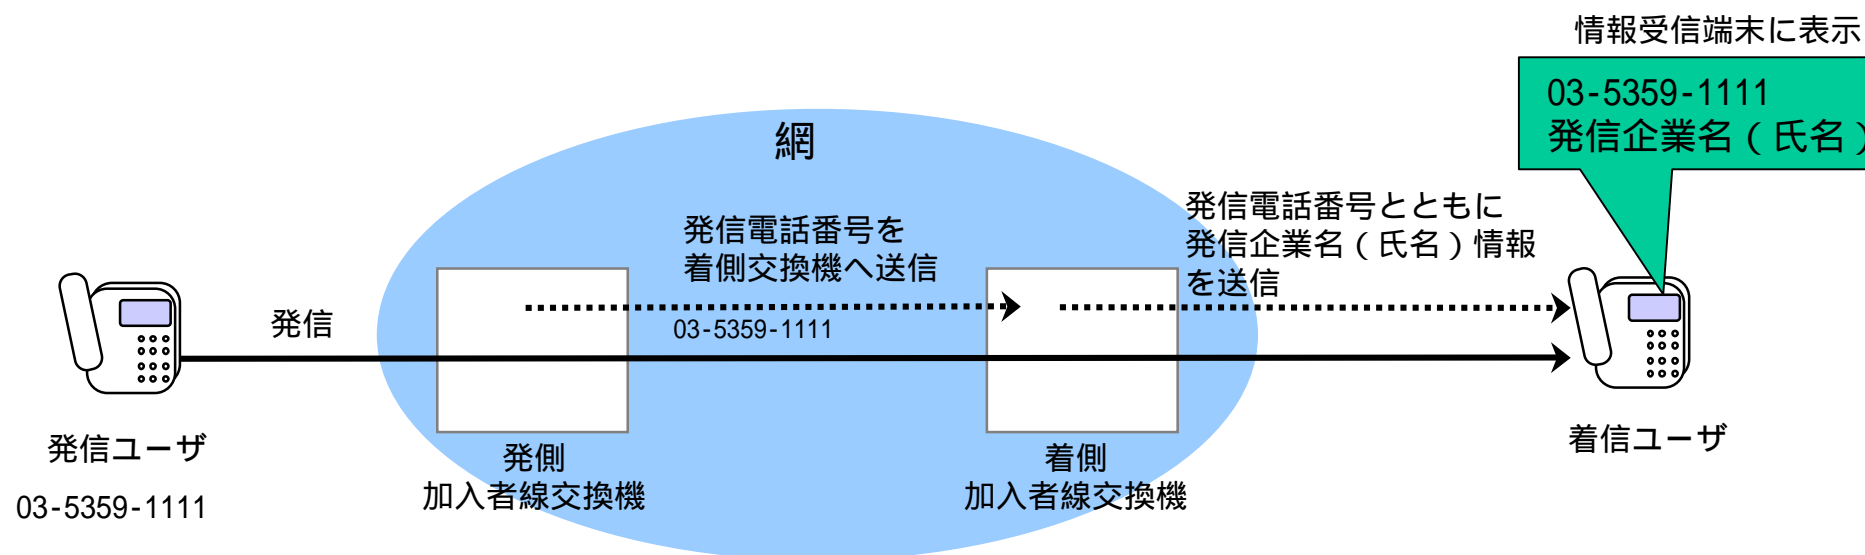 情報受信端末に表示
03-5359-1111
発信企業名(氏名)
網
発信電話番号を
着側交換機へ送信
発信電話番号とともに
発信企業名(氏名)情報
を送信
発信
03-5359-1111
発信ユーザ
03-5359-1111
発側
加入者線交換機
着側
加入者線交換機
着信ユーザ